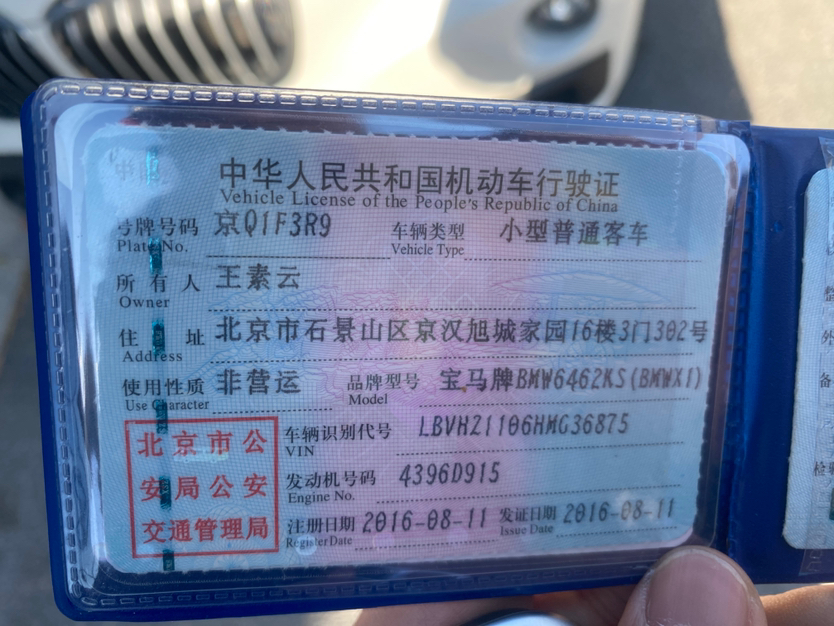 中华人民共和国机动车行驶证
Vehicle License of the People's Republic of China
号牌号码 京Q1F3R9 车辆类型 小型普通客车
Plate No. Vehicle Type
所有人 王素云
Owner
住址 北京市石景山区京汉旭城家园16楼3门302号
Address
使用性质 非营运 品牌型号 宝马牌BMW6462KS(BMWX1)
Use Character Model
北京市公
安局公安
交通管理局
车辆识别代号 LBVH21106HMG36875
VIN
发动机号码 4396D915
Engine No.
注册日期 2016-08-11 发证日期 2016-08-11
Register Date Issue Date
整
外
备
检